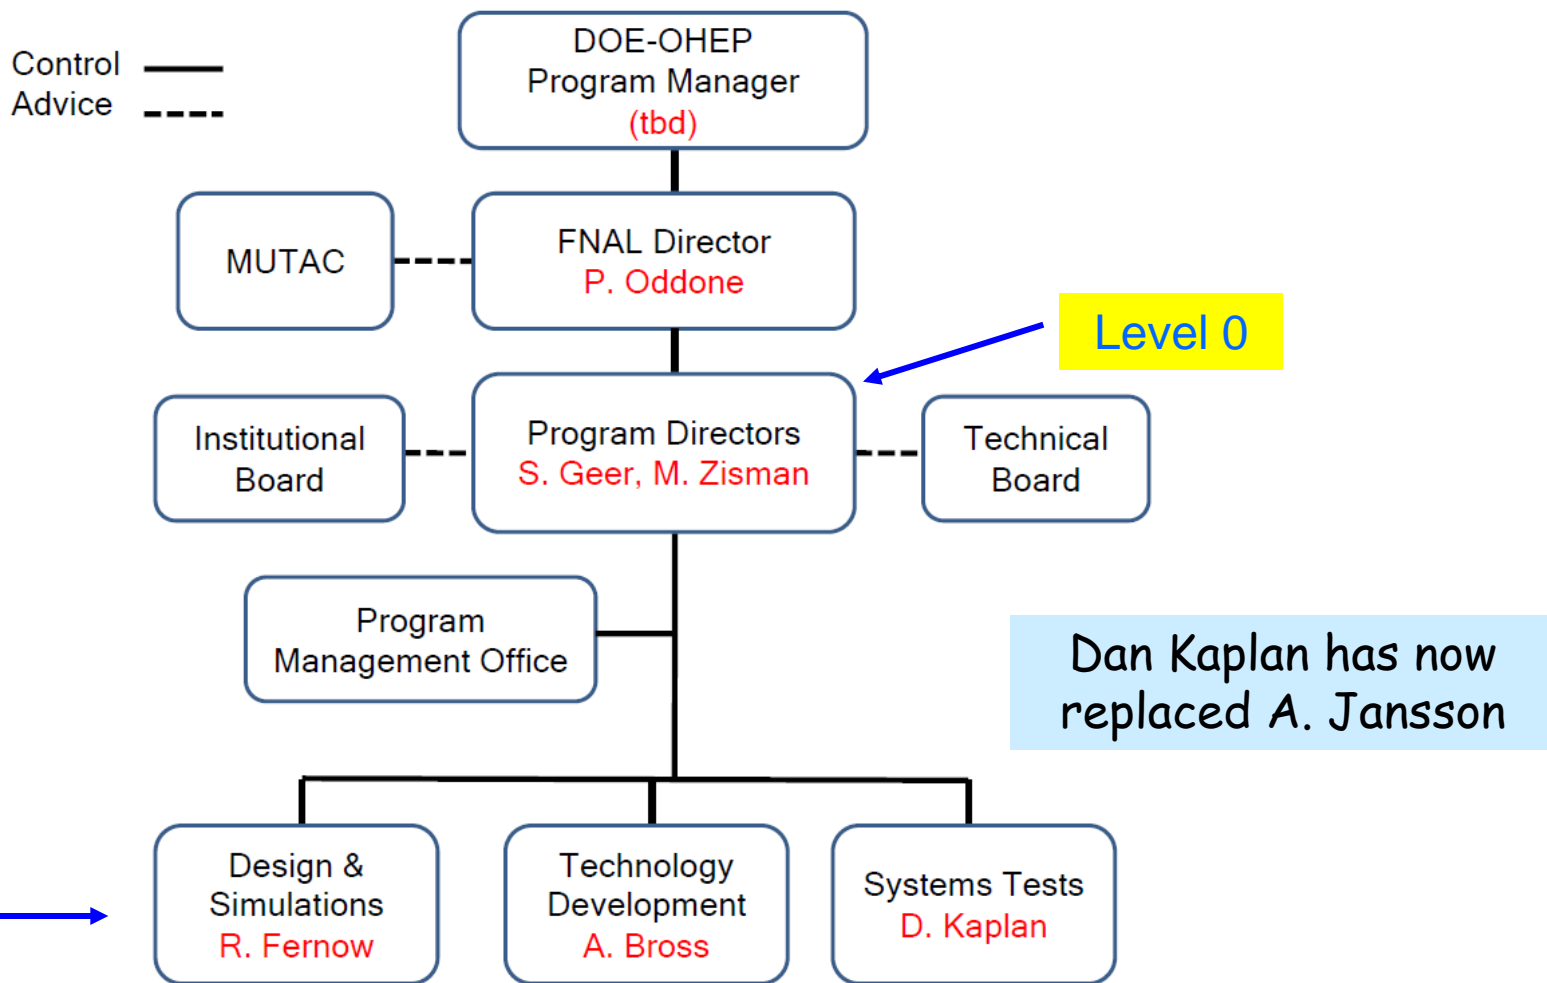 Control
Advice
DOE-OHEP
Program Manager
(tbd)
MUTAC
FNAL Director
P. Oddone
Level 0
Institutional
Board
Program Directors
S. Geer, M. Zisman
Technical
Board
Program
Management Office
Dan Kaplan has now
replaced A. Jansson
Design &
Simulations
R. Fernow
Technology
Development
A. Bross
Systems Tests
D. Kaplan